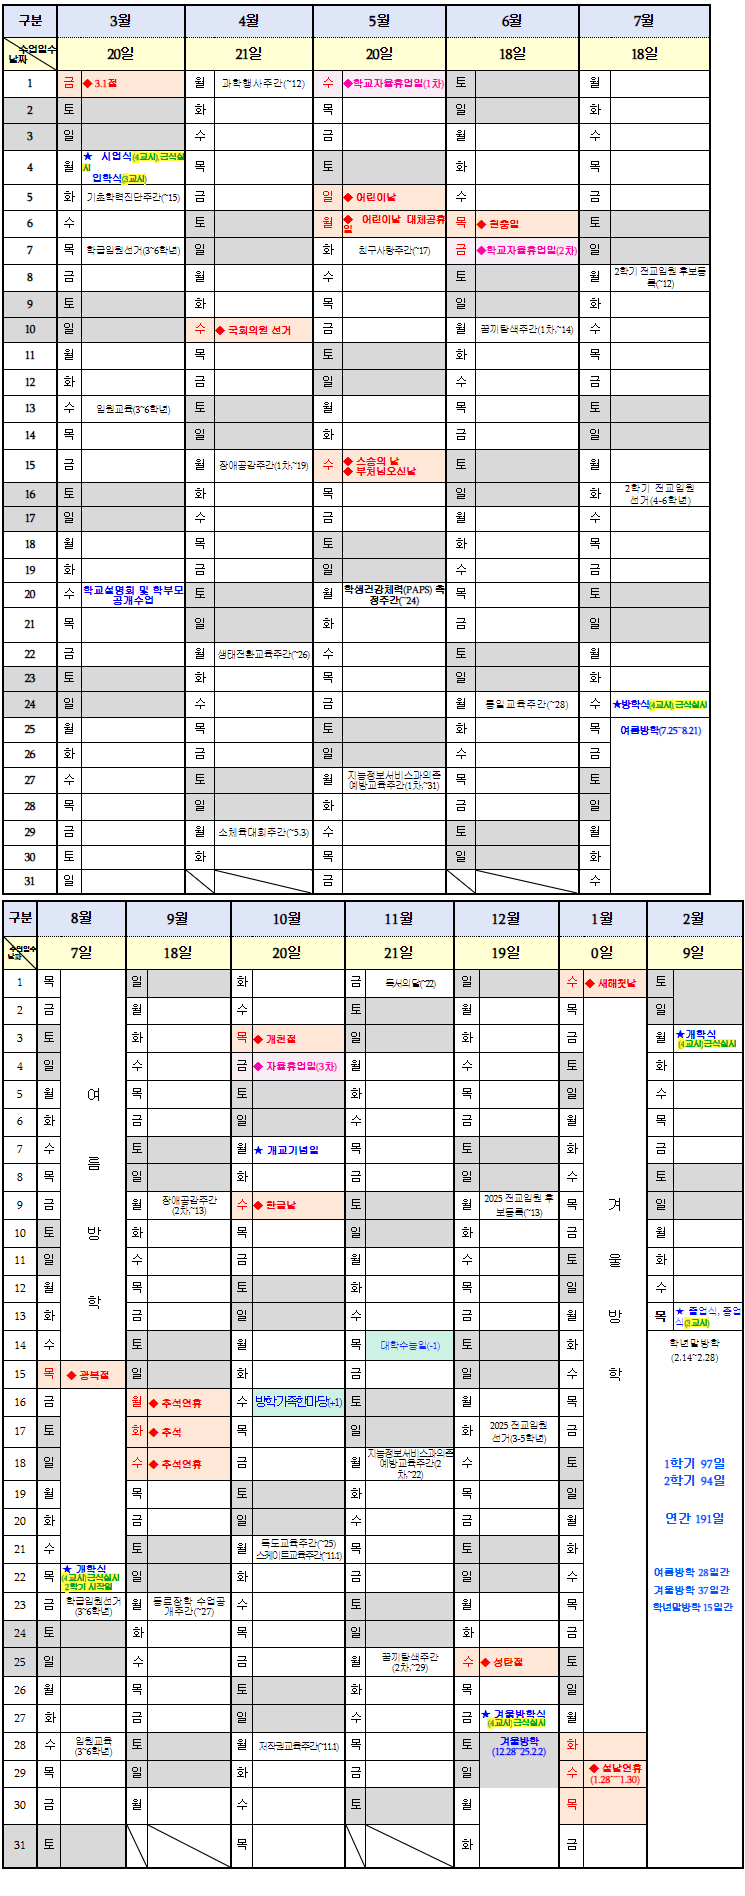 구분 3월 4월 5월 6월 7월
수업일수 날짜 20일 21일 20일 18일 18일
1 금 ◆ 3.1절 월 과학행사주간(~12) 수 ◆학교자율휴업일(1차) 토 월
2 토 화 목 일 화
3 일 수 금 월 수
4 월 ★ 시업식(4교시),급식실시 입학식(3교시) 목 토 화 목
5 화 기초학력진단주간(~15) 금 일 ◆ 어린이날 수 금
6 수 토 월 ◆ 어린이날 대체공휴일 목 ◆ 현충일 토
7 목 학급임원선거(3~6학년) 일 화 친구사랑주간(~17) 금 ◆학교자율휴업일(2차) 일
8 금 월 수 토 월 2학기 전교임원 후보등록(~12)
9 토 화 목 일 화
10 일 수 ◆ 국회의원 선거 금 월 꿈끼탐색주간(1차,~14) 수
11 월 목 토 화 목
12 화 금 일 수 금
13 수 임원교육(3~6학년) 토 월 목 토
14 목 일 화 금 일
15 금 월 장애공감주간(1차,~19) 수 ◆ 스승의 날 ◆ 부처님오신날 토 월
16 토 화 목 일 화 2학기 전교임원 선거(4-6학년)
17 일 수 금 월 수
18 월 목 토 화 목
19 화 금 일 수 금
20 수 학교설명회 및 학부모 공개수업 토 월 학생건강체력(PAPS) 측정주간(~24) 목 토
21 목 일 화 금 일
22 금 월 생태전환교육주간(~26) 수 토 월
23 토 화 목 일 화
24 일 수 금 월 통일교육주간(~28) 수 ★방학식(4교시),급식실시
25 월 목 토 화 목 여름방학(7.25~8.21)
26 화 금 일 수 금
27 수 토 월 지능정보서비스과의존 예방교육주간(1차,~31) 목 토
28 목 일 화 금 일
29 금 월 소체육대회주간(~5.3) 수 토 월
30 토 화 목 일 화
31 일 금 수
구분 8월 9월 10월 11월 12월 1월 2월
수업일수 날짜 7일 18일 20일 21일 19일 0일 9일
1 목 일 화 금 독서의달(~22) 일 수 ◆ 새해첫날 토
2 금 월 수 토 월 목 일
3 토 화 목 ◆ 개천절 일 화 금 월 ★개학식 (4교시)급식실시
4 일 수 금 ◆ 자율휴업일(3차) 월 수 토 화
5 월 여 목 토 화 목 일 수
6 화 금 일 수 금 월 목
7 수 름 토 월 ★ 개교기념일 목 토 화 금
8 목 일 화 금 일 수 토
9 금 월 장애공감주간 (2차,~13) 수 ◆ 한글날 토 월 2025 전교임원 후보등록(~13) 목 겨 일
10 토 방 화 목 일 화 금 월
11 일 수 금 월 수 토 울 화
12 월 목 토 화 목 일 수
13 화 학 금 일 수 금 월 방 목 ★ 졸업식, 종업식(3교시)
14 수 토 월 목 대학수능일(-1) 토 화 학년말방학 (2.14~2.28)
15 목 ◆ 광복절 일 화 금 일 수 학
16 금 월 ◆ 추석연휴 수 방학가족한마당(+1) 토 월 목
17 토 화 ◆ 추석 목 일 화 2025 전교임원 선거(3-5학년) 금
18 일 수 ◆ 추석연휴 금 월 지능정보서비스과의존 예방교육주간(2차,~22) 수 토 1학기 97일 2학기 94일
19 월 목 토 화 목 일
20 화 금 일 수 금 월 연간 191일
21 수 토 월 독도교육주간(~25) 스케이트교육주간(~11.1) 목 토 화
22 목 ★ 개학식 (4교시)급식실시 2학기 시작일 일 화 금 일 수 여름방학 28일간
23 금 학급임원선거 (3~6학년) 월 동료장학 수업공개주간(~27) 수 토 월 목 겨울방학 37일간 학년말방학 15일간
24 토 화 목 일 화 금
25 일 수 금 월 꿈끼탐색주간 (2차,~29) 수 ◆ 성탄절 토
26 월 목 토 화 목 일
27 화 금 일 수 금 ★ 겨울방학식 (4교시)급식실시 월
28 수 임원교육 (3~6학년) 토 월 저작권교육주간(~11.1) 목 토 겨울방학 (12.28~25.2.2) 화
29 목 일 화 금 일 수 ◆ 설날연휴 (1.28~~1.30)
30 금 월 수 토 월 목
31 토 목 화 금